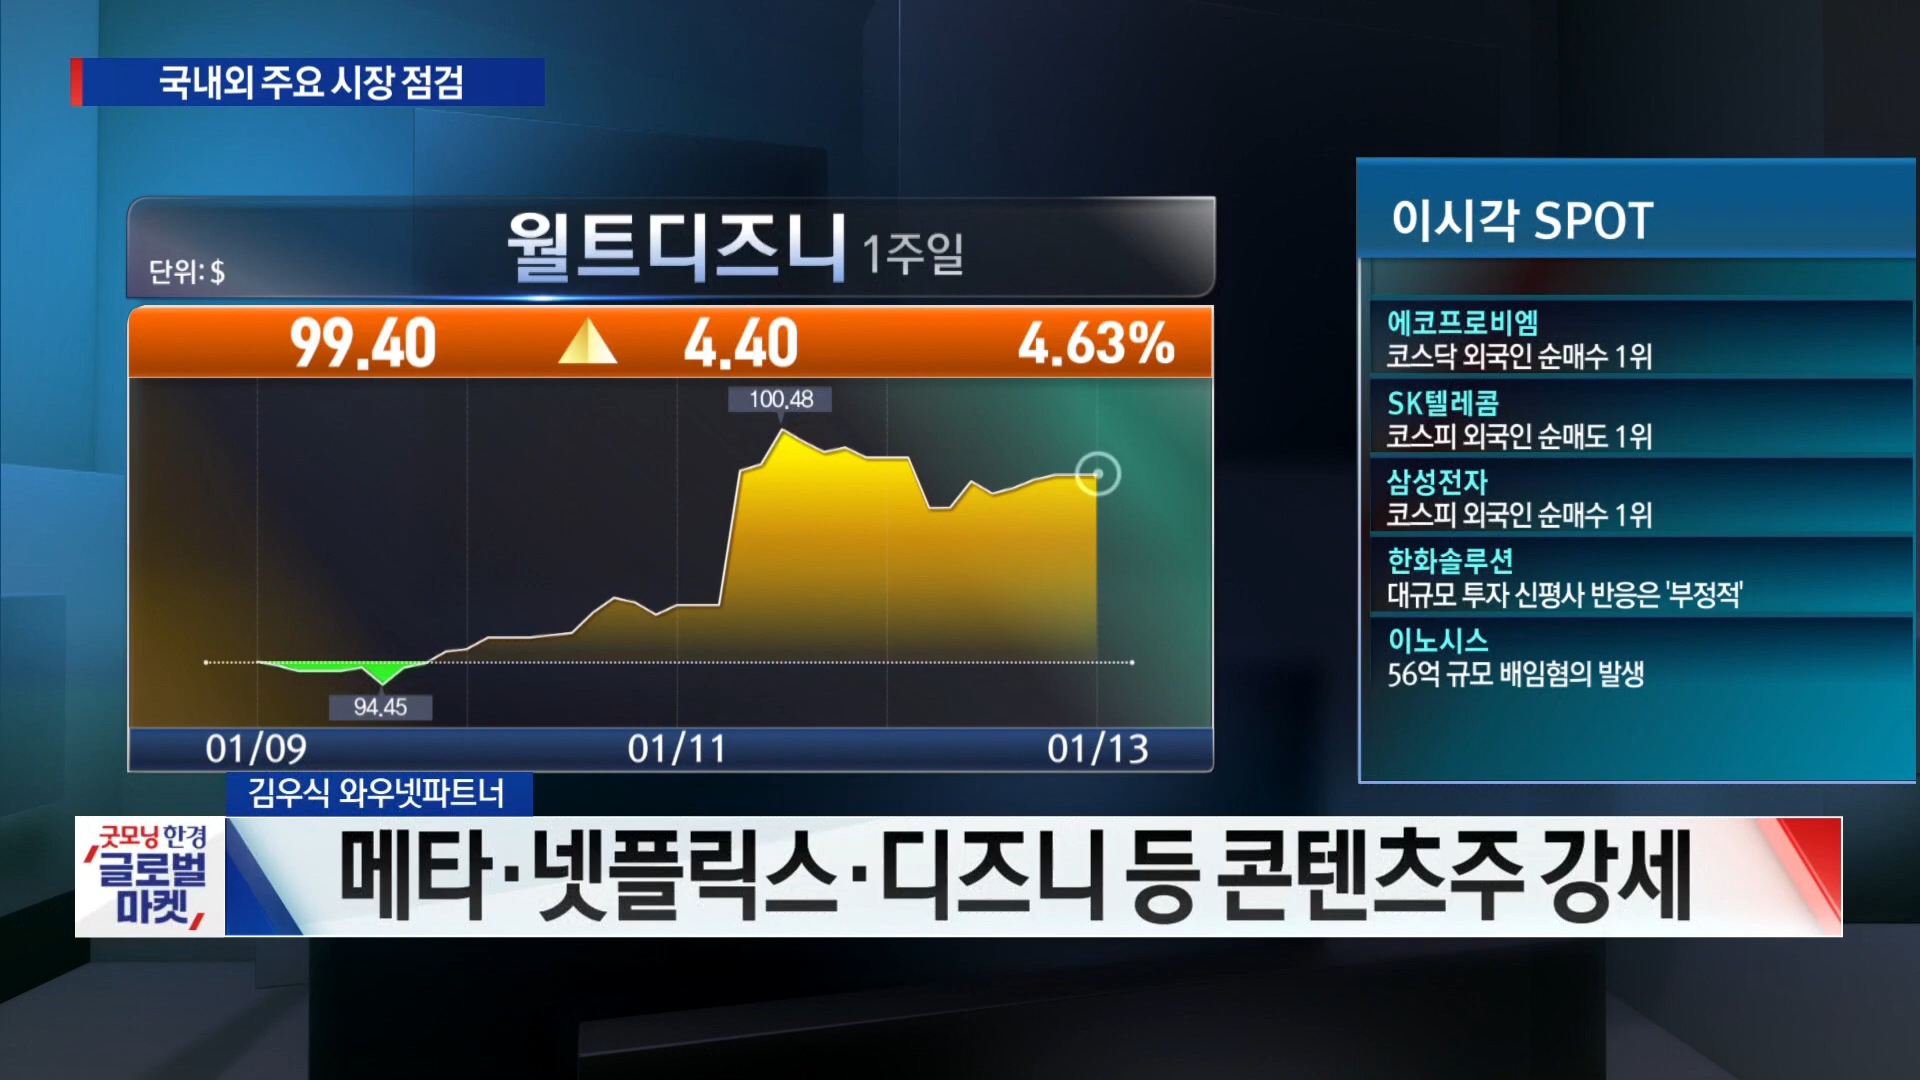 국내외 주요 시장 점검
월트디즈니 1주일
단위: $
99.40 ▲ 4.40 4.63%
100.48
94.45
01/09 01/11 01/13
이시각 SPOT
에코프로비엠
코스닥 외국인 순매수 1위
SK텔레콤
코스피 외국인 순매도 1위
삼성전자
코스피 외국인 순매수 1위
한화솔루션
대규모 투자 신평사 반응은 '부정적'
이노시스
56억 규모 배임혐의 발생
김우식 와우넷파트너
굿모닝 한경
글로벌
마켓
메타·넷플릭스·디즈니 등 콘텐츠주 강세